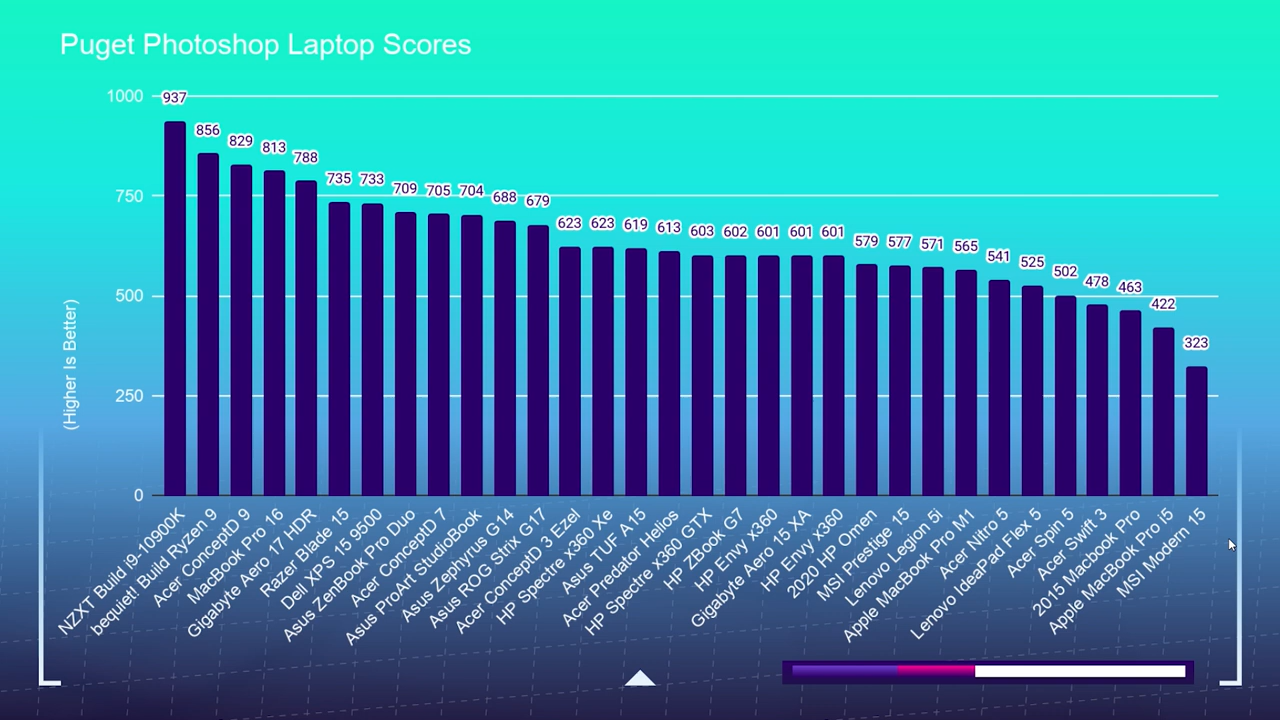 Puget Photoshop Laptop Scores
(Higher Is Better)
1000
750
500
250
0
937
856
829
813
788
735
733
709
705
704
688
679
623
623
619
613
603
602
601
601
601
579
577
571
565
541
525
502
478
463
422
323
NZXT Build i9-10900K
bequiet! Build Ryzen 9
Acer ConceptD 9
MacBook Pro 16
Gigabyte Aero 17 HDR
Razer Blade 15
Dell XPS 15 9500
Asus ZenBook Pro Duo
Acer ConceptD 7
Asus ProArt StudioBook
Asus Zephyrus G14
Asus ROG Strix G17
Acer ConceptD 3 Ezel
HP Spectre x360 Xe
Asus TUF A15
Acer Predator Helios
HP Spectre x360 GTX
HP ZBook G7
HP Envy x360
Gigabyte Aero 15 XA
HP Envy x360
2020 HP Omen
MSI Prestige 15
Lenovo Legion 5i
Apple MacBook Pro M1
Acer Nitro 5
Lenovo IdeaPad Flex 5
Acer Spin 5
Acer Swift 3
2015 Macbook Pro
Apple MacBook Pro i5
MSI Modern 15